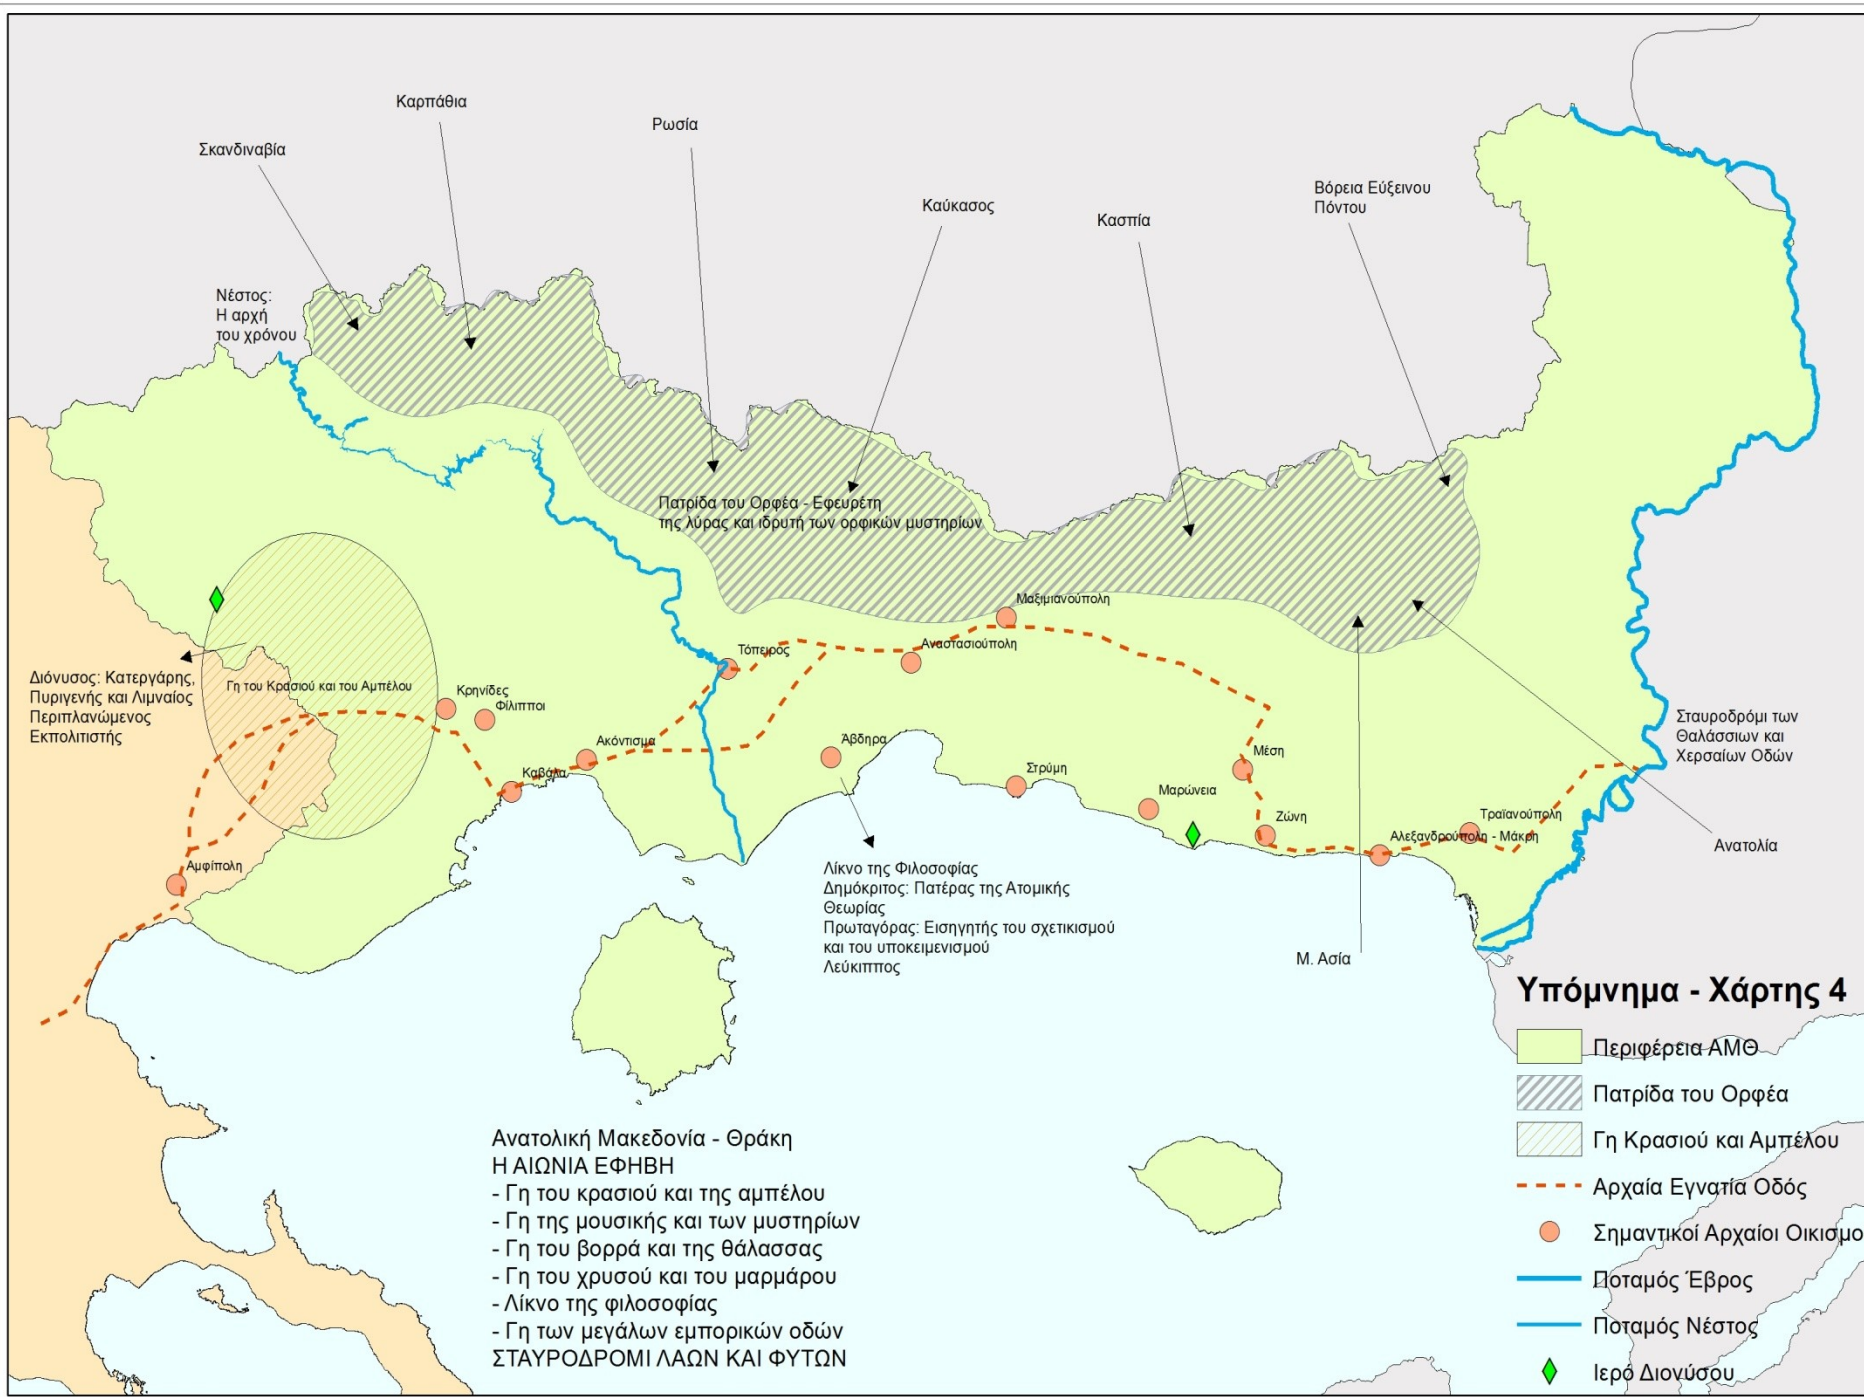 Καρπάθια
Ρωσία
Σκανδιναβία
Βόρεια Εύξεινου
Πόντου
Καύκασος
Κασπία
Νέστος:
Η αρχή
του χρόνου
Πατρίδα του Ορφέα - Εφευρέτη
της λύρας και ιδρυτή των ορφικών μυστηρίων
Μαξιμιανούπολη
Αναστασιούπολη
Τόπειρος
Διόνυσος: Κατεργάρης,
Πυριγενής και Λιμναίος
Περιπλανώμενος
Εκπολιτιστής
Γη του Κρασιού και του Αμπέλου
Κρηνίδες
Φίλιπποι
Ακόντισμα
Καβάλα
Άβδηρα
Στρύμη
Μέση
Μαρώνεια
Ζώνη
Τραϊανούπολη
Αλεξανδρούπολη - Μάκρη
Σταυροδρόμι των
Θαλάσσιων και
Χερσαίων Οδών
Ανατολία
Αμφίπολη
Λίκνο της Φιλοσοφίας
Δημόκριτος: Πατέρας της Ατομικής
Θεωρίας
Πρωταγόρας: Εισηγητής του σχετικισμού
και του υποκειμενισμού
Λεύκιππος
Μ. Ασία
Ανατολική Μακεδονία - Θράκη
Η ΑΙΩΝΙΑ ΕΦΗΒΗ
- Γη του κρασιού και της αμπέλου
- Γη της μουσικής και των μυστηρίων
- Γη του βορρά και της θάλασσας
- Γη του χρυσού και του μαρμάρου
- Λίκνο της φιλοσοφίας
- Γη των μεγάλων εμπορικών οδών
ΣΤΑΥΡΟΔΡΟΜΙ ΛΑΩΝ ΚΑΙ ΦΥΤΩΝ
Υπόμνημα - Χάρτης 4
Περιφέρεια ΑΜΘ
Πατρίδα του Ορφέα
Γη Κρασιού και Αμπέλου
Αρχαία Εγνατία Οδός
Σημαντικοί Αρχαίοι Οικισμο
Ποταμός Έβρος
Ποταμός Νέστος
Ιερό Διονύσου